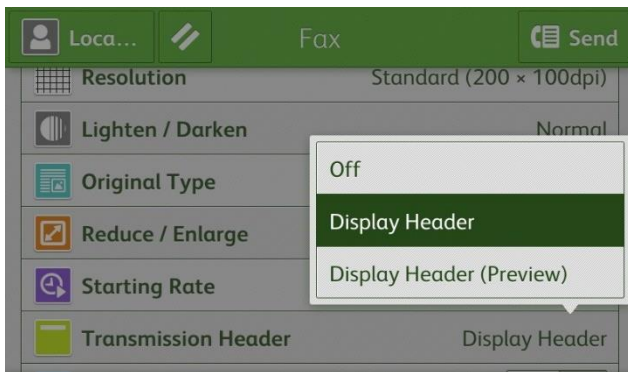 Loca...
Fax
Send
Resolution
Standard (200 × 100dpi)
Lighten / Darken
Normal
Off
Original Type
Display Header
Reduce / Enlarge
Display Header (Preview)
Starting Rate
Transmission Header
Display Header